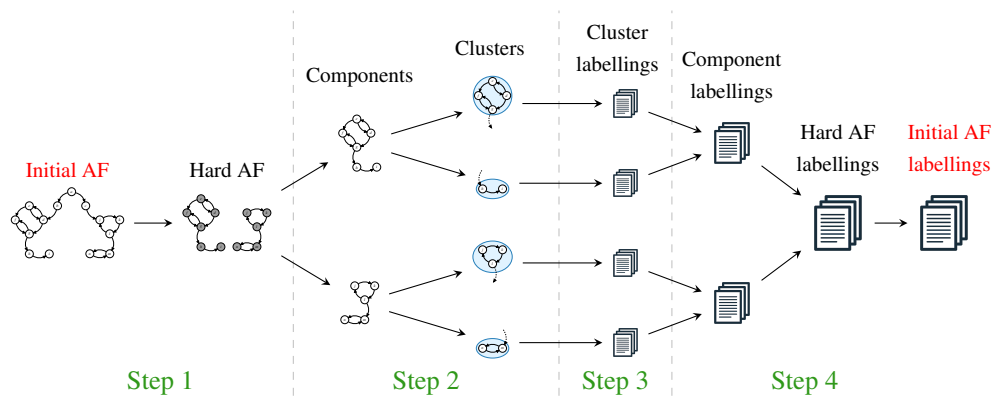 Initial AF
Hard AF
Components
Clusters
Cluster
labellings
Component
labellings
Hard AF
labellings
Initial AF
labellings
Step 1
Step 2
Step 3
Step 4